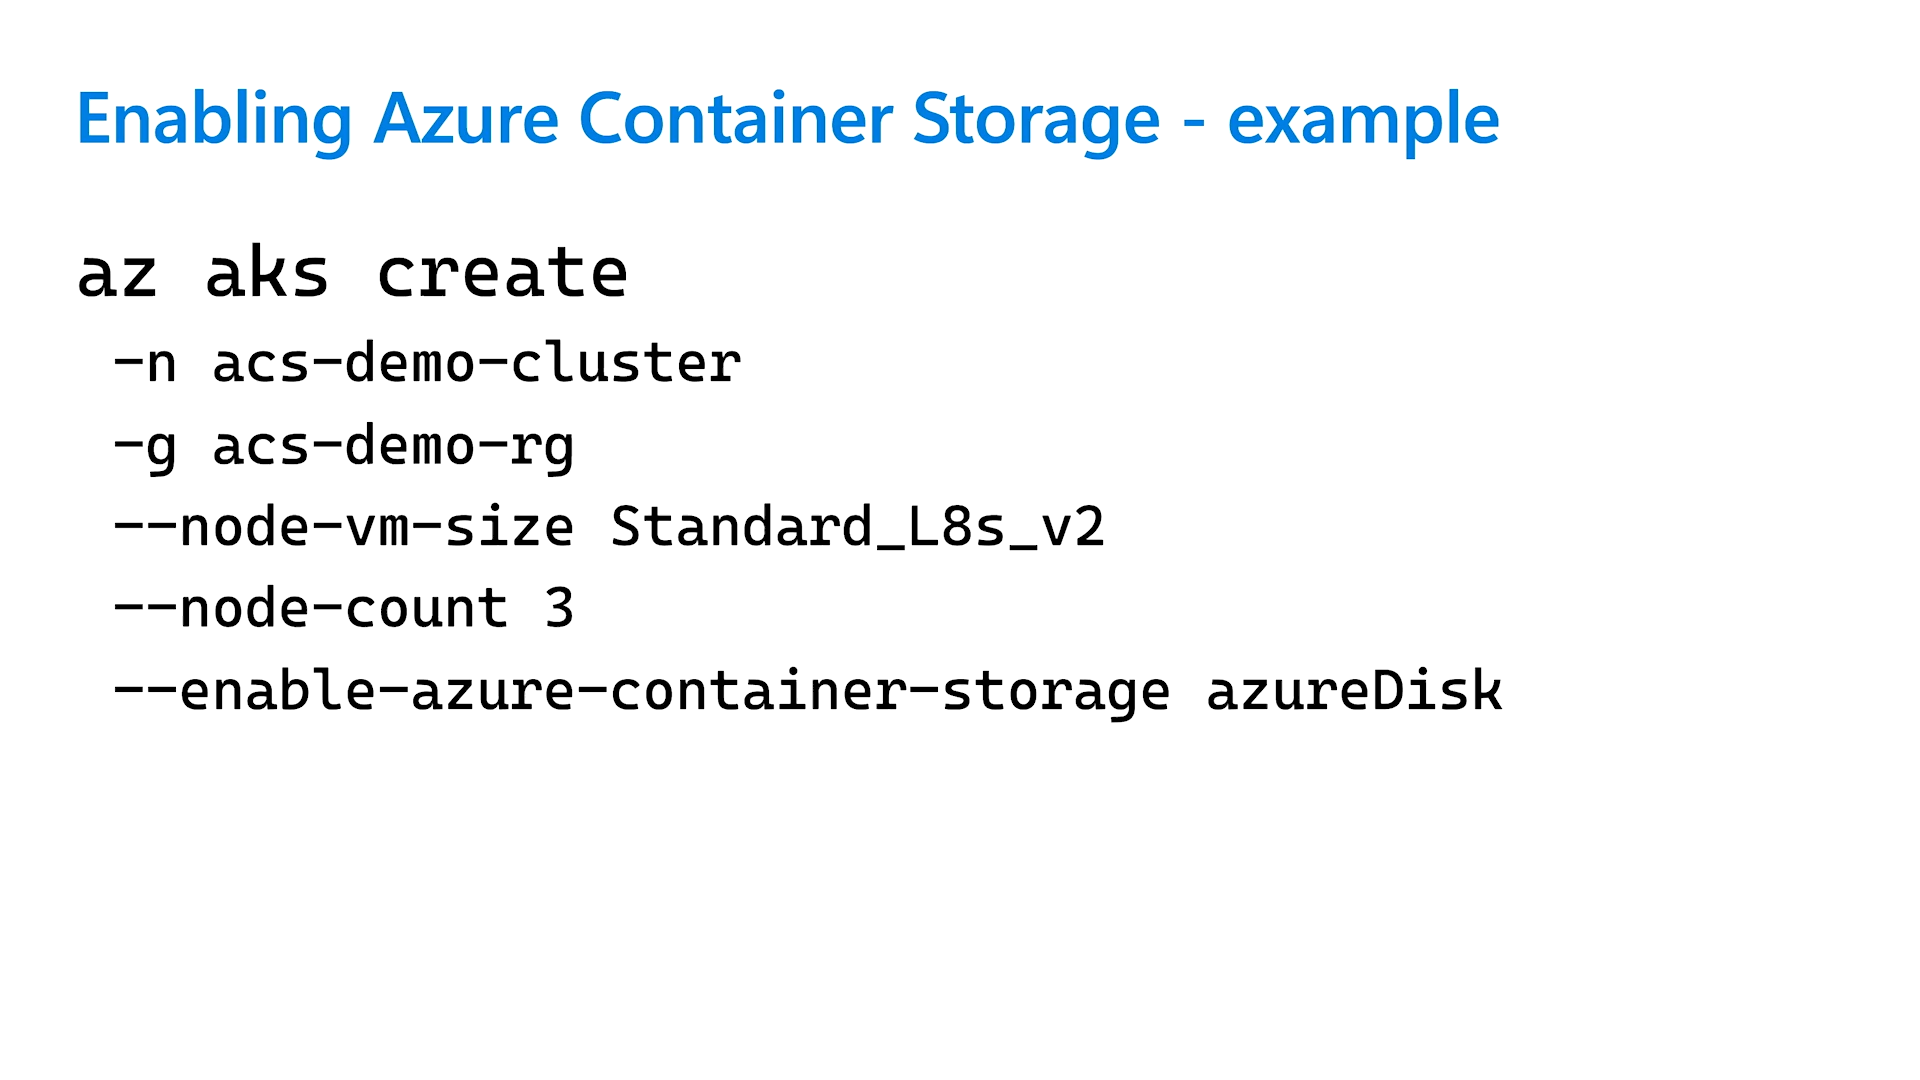 Enabling Azure Container Storage - example
az aks create
-n acs-demo-cluster
-g acs-demo-rg
--node-vm-size Standard_L8s_v2
--node-count 3
--enable-azure-container-storage azureDisk